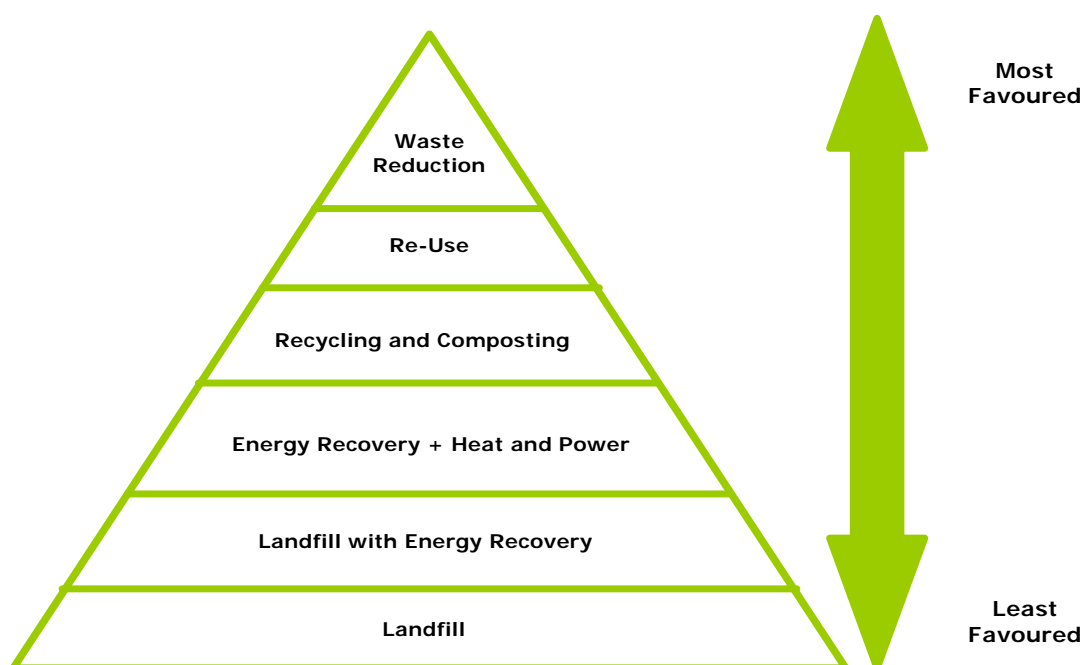 Most
Favoured
Waste
Reduction
Re-Use
Recycling and Composting
Energy Recovery + Heat and Power
Landfill with Energy Recovery
Landfill
Least
Favoured